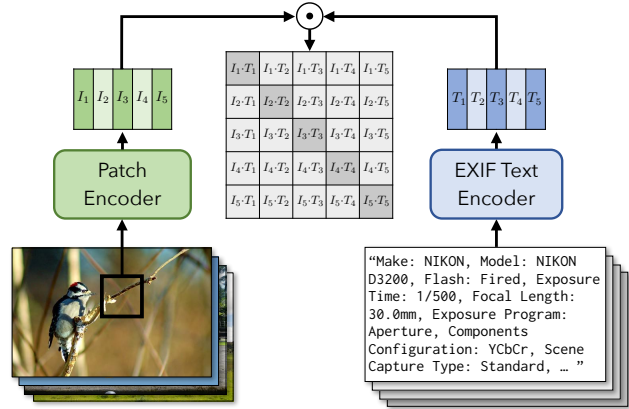 I1 I2 I3 I4 I5
I1·T1 I1·T2 I1·T3 I1·T4 I1·T5
I2·T1 I2·T2 I2·T3 I2·T4 I2·T5
I3·T1 I3·T2 I3·T3 I3·T4 I3·T5
I4·T1 I4·T2 I4·T3 I4·T4 I4·T5
I5·T1 I5·T2 I5·T3 I5·T4 I5·T5
T1 T2 T3 T4 T5
Patch
Encoder
EXIF Text
Encoder
“Make: NIKON, Model: NIKON
D3200, Flash: Fired, Exposure
Time: 1/500, Focal Length:
30.0mm, Exposure Program:
Aperture, Components
Configuration: YCbCr, Scene
Capture Type: Standard, … ”